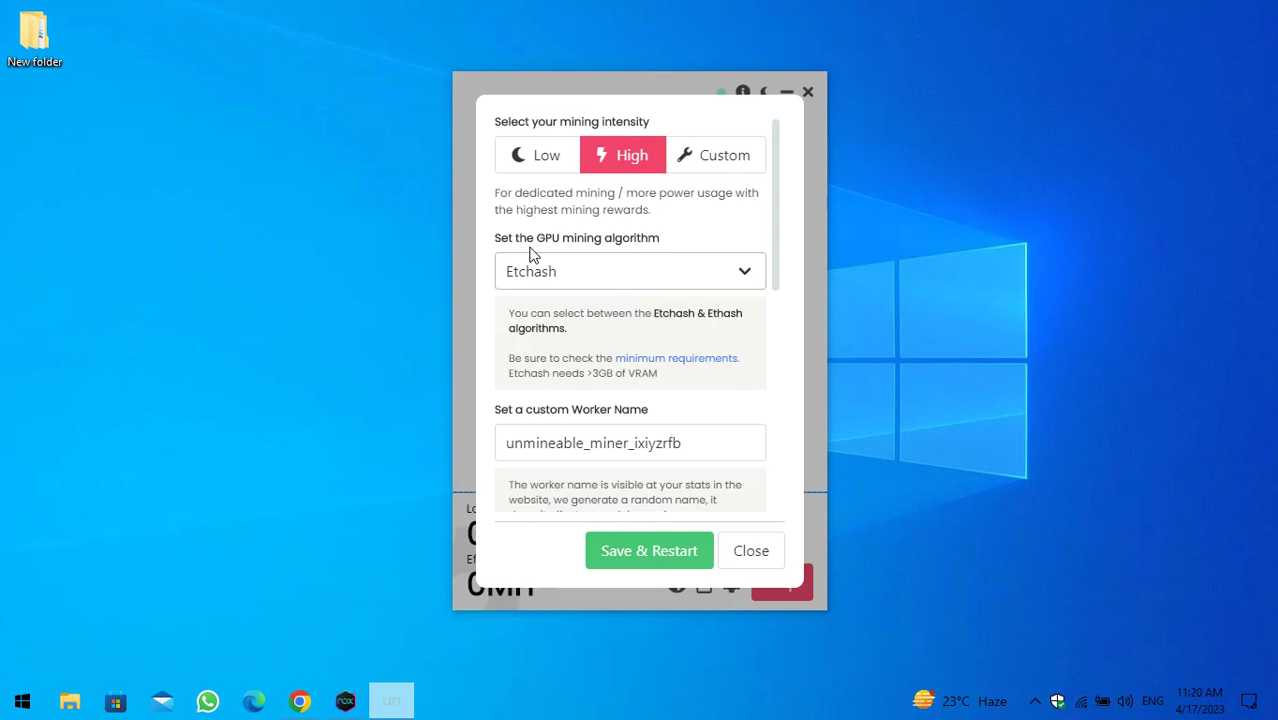 New folder
Select your mining intensity
Low
High
Custom
For dedicated mining / more power usage with
the highest mining rewards.
Set the GPU mining algorithm
Etchash
You can select between the Etchash & Ethash
algorithms.
Be sure to check the minimum requirements.
Etchash needs >3GB of VRAM
Set a custom Worker Name
unmineable_miner_ixiyzrfb
The worker name is visible at your stats in the
website, we generate a random name, it
Save & Restart
Close
un
nox
23°C Haze
ENG
11:20 AM
4/17/2023